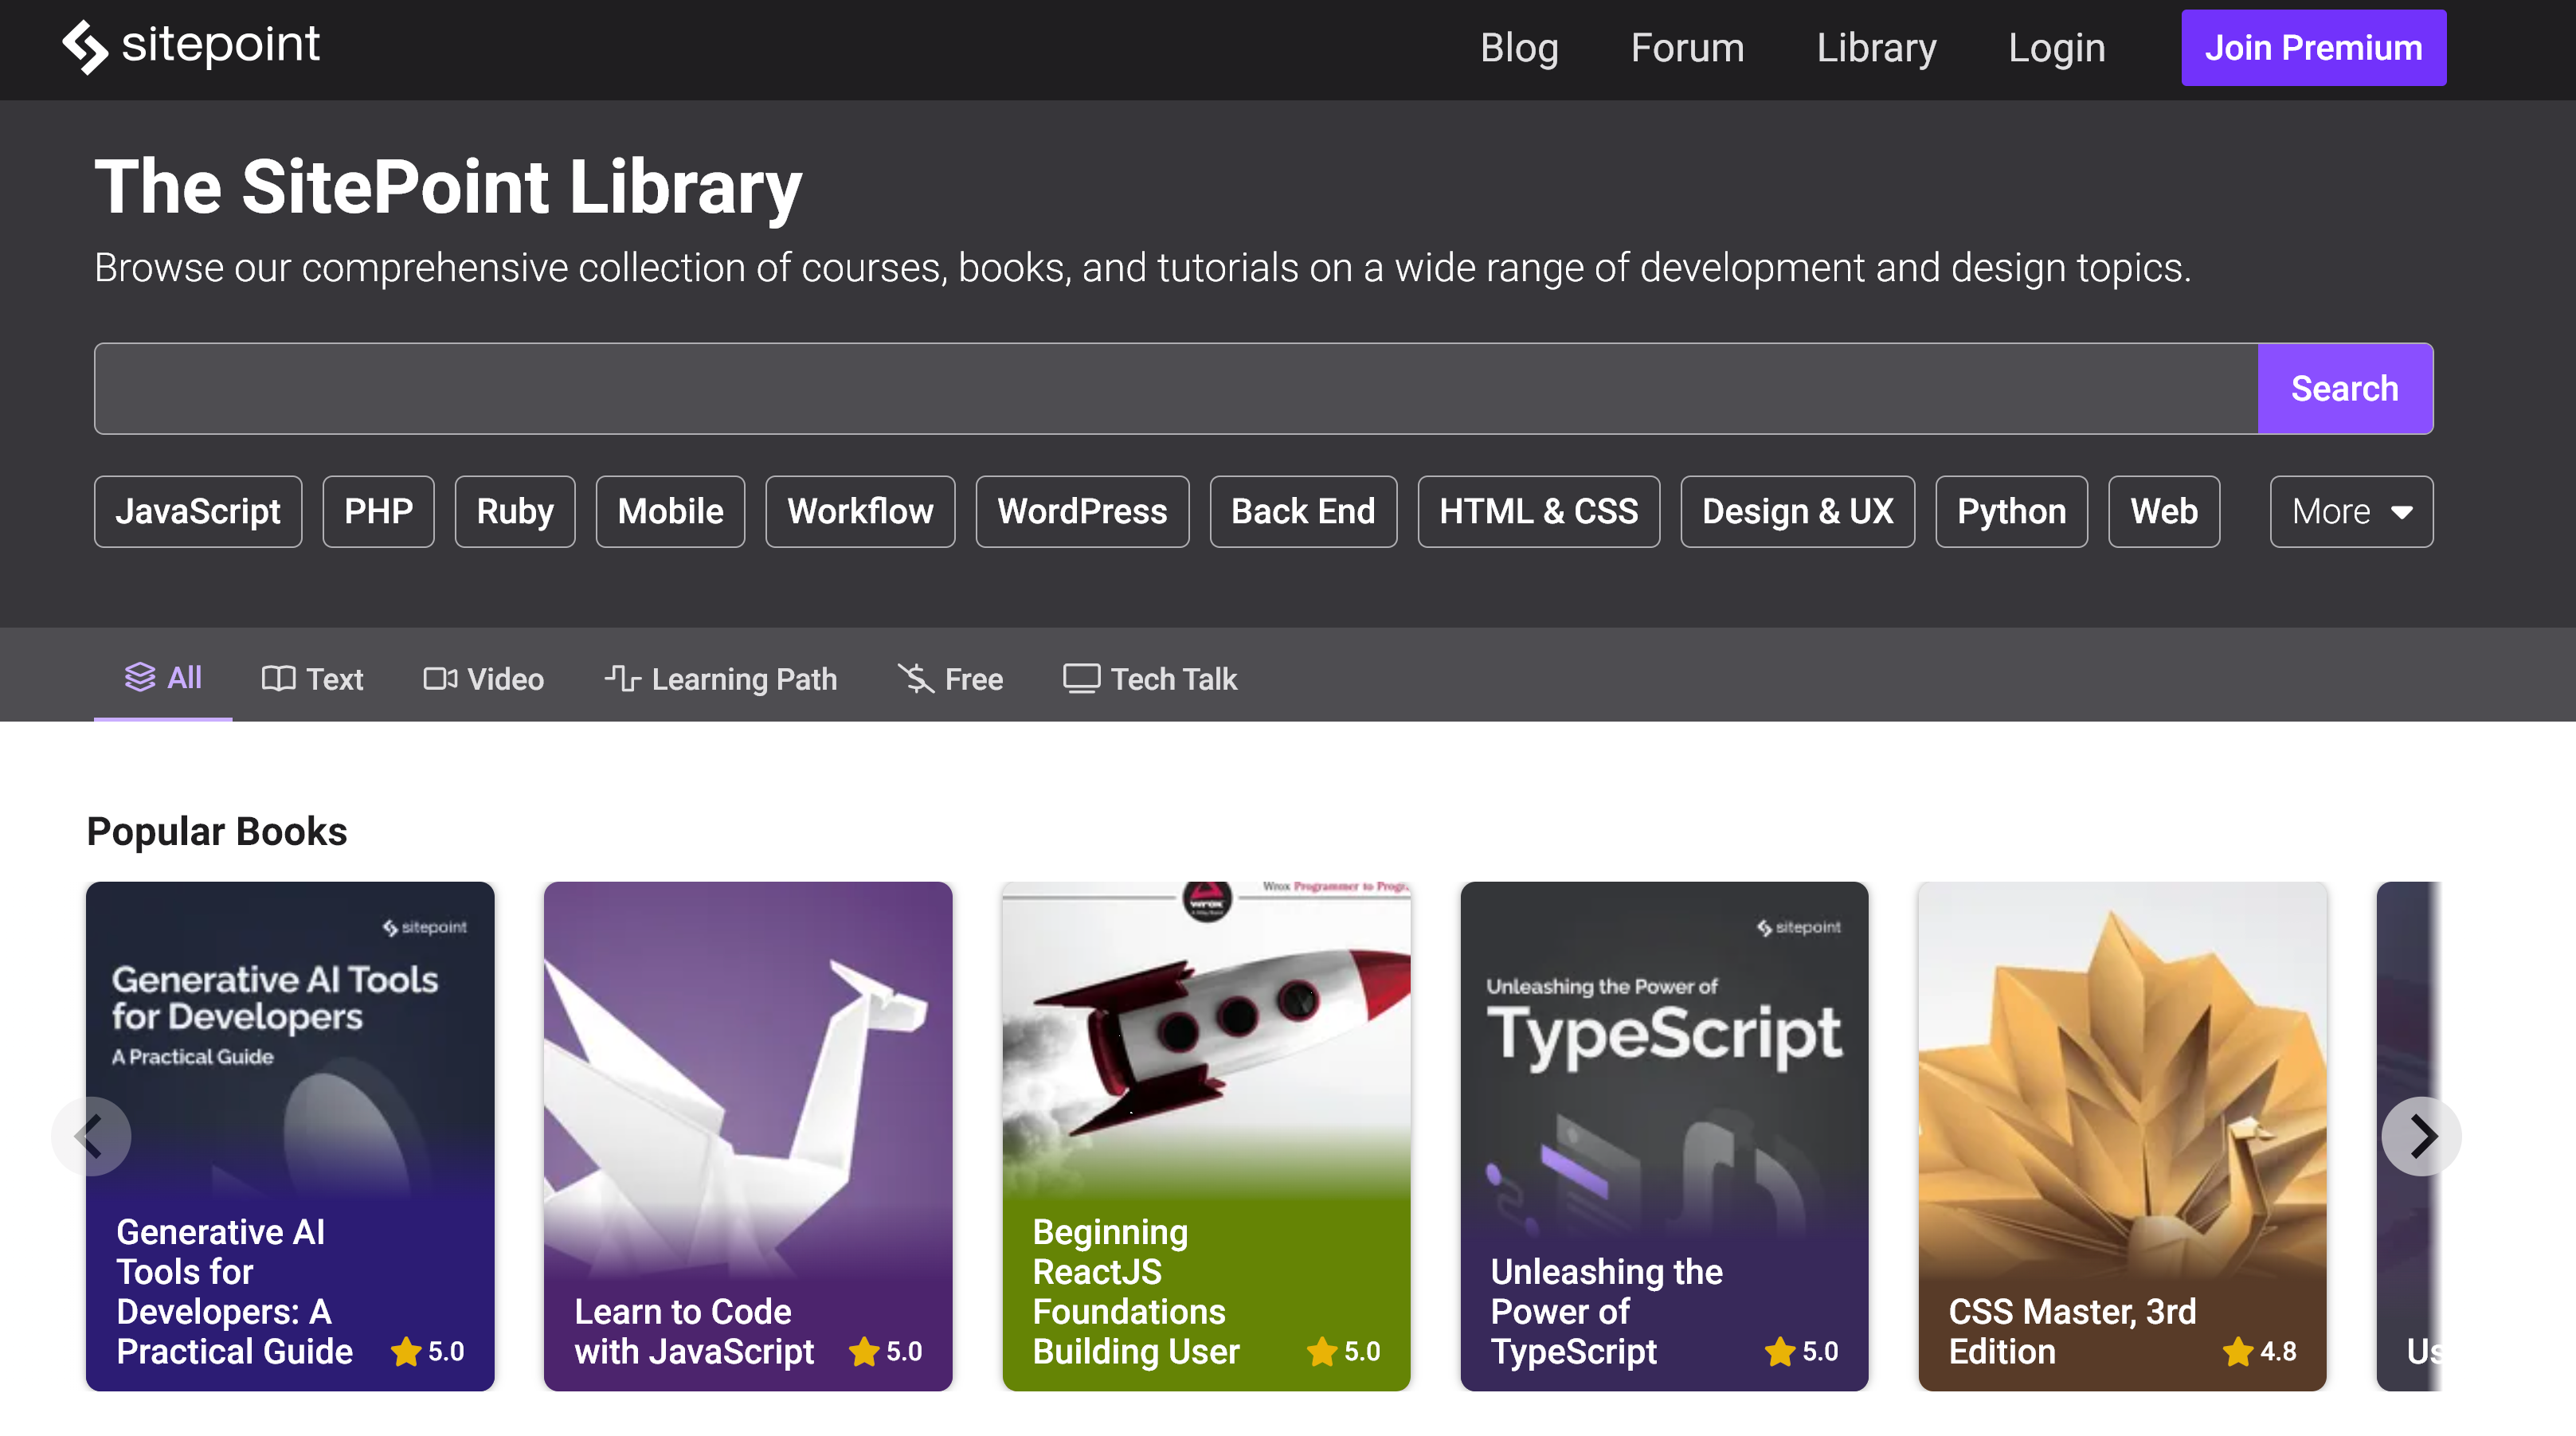 sitepoint
Blog Forum Library Login Join Premium
The SitePoint Library
Browse our comprehensive collection of courses, books, and tutorials on a wide range of development and design topics.
Search
JavaScript PHP Ruby Mobile Workflow WordPress Back End HTML & CSS Design & UX Python Web More
All Text Video Learning Path Free Tech Talk
Popular Books
sitepoint
Generative AI Tools
for Developers
A Practical Guide
Generative AI
Tools for
Developers: A
Practical Guide
5.0
Learn to Code
with JavaScript
5.0
Wrox Programmer to
wrox
Beginning
ReactJS
Foundations
Building User
5.0
sitepoint
Unleashing the Power of
TypeScript
Unleashing the
Power of
TypeScript
5.0
CSS Master, 3rd
Edition
4.8